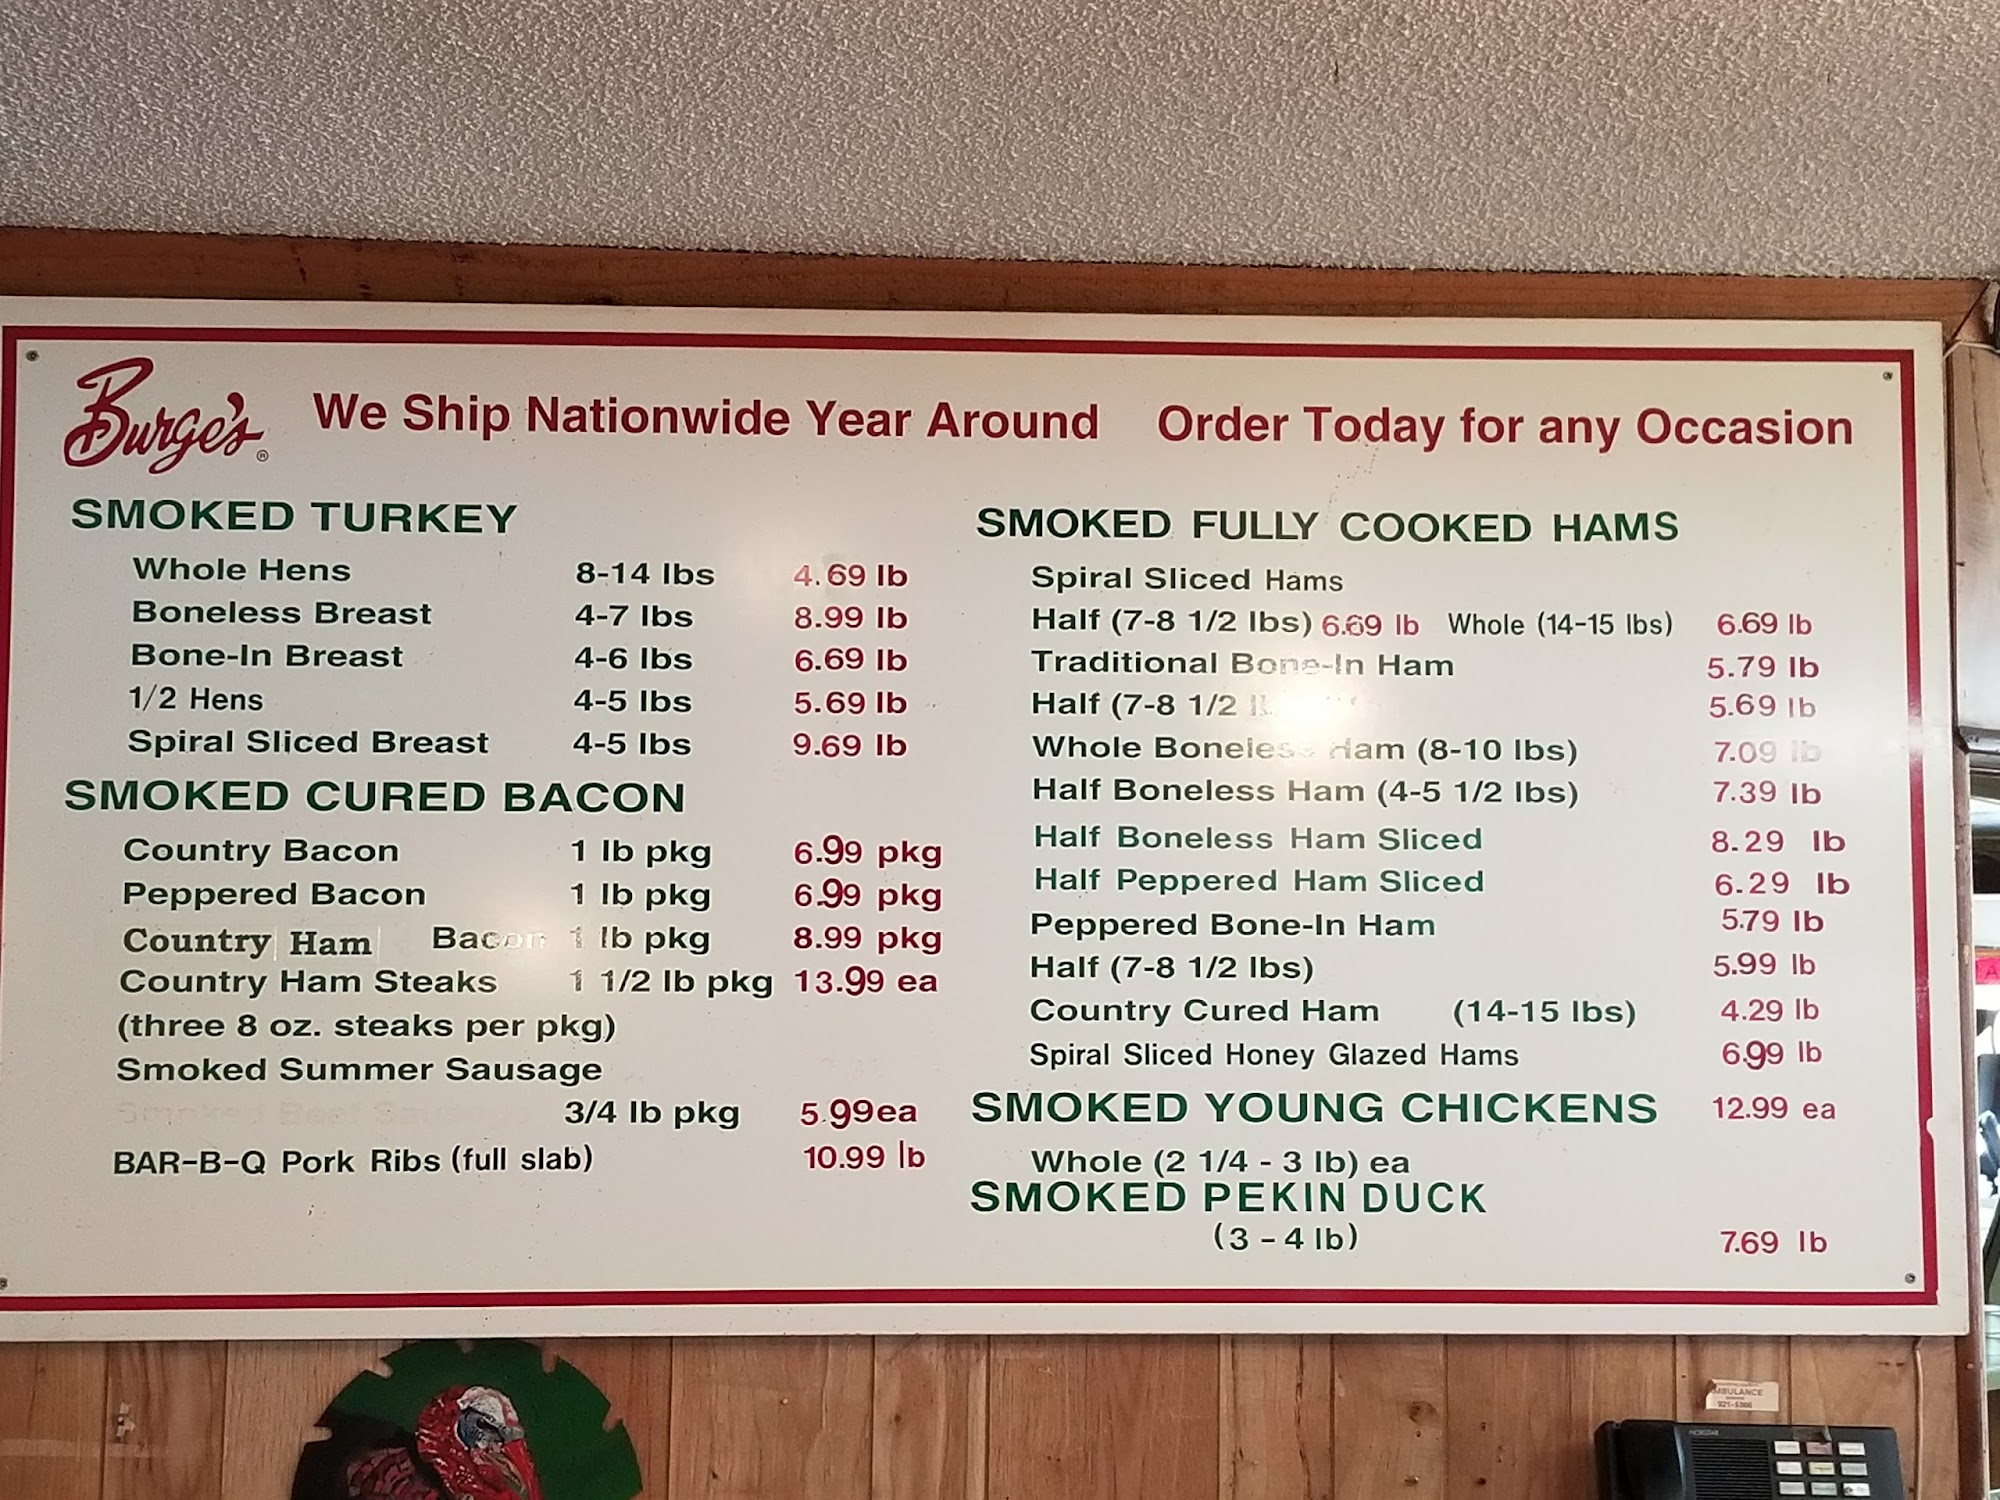 Burge's ®
We Ship Nationwide Year Around Order Today for any Occasion
SMOKED TURKEY
Whole Hens 8-14 lbs 4.69 lb
Boneless Breast 4-7 lbs 8.99 lb
Bone-In Breast 4-6 lbs 6.69 lb
1/2 Hens 4-5 lbs 5.69 lb
Spiral Sliced Breast 4-5 lbs 9.69 lb
SMOKED CURED BACON
Country Bacon 1 lb pkg 6.99 pkg
Peppered Bacon 1 lb pkg 6.99 pkg
Country Ham Bacon 1 lb pkg 8.99 pkg
Country Ham Steaks 1 1/2 lb pkg 13.99 ea
(three 8 oz. steaks per pkg)
Smoked Summer Sausage
Smoked Beef Sausage 3/4 lb pkg 5.99ea
BAR-B-Q Pork Ribs (full slab) 10.99 lb
SMOKED FULLY COOKED HAMS
Spiral Sliced Hams
Half (7-8 1/2 lbs) 6.69 lb Whole (14-15 lbs) 6.69 lb
Traditional Bone-In Ham 5.79 lb
Half (7-8 1/2 5.69 lb
Whole Boneless Ham (8-10 lbs) 7.09 lb
Half Boneless Ham (4-5 1/2 lbs) 7.39 lb
Half Boneless Ham Sliced 8.29 lb
Half Peppered Ham Sliced 6.29 lb
Peppered Bone-In Ham 5.79 lb
Half (7-8 1/2 lbs) 5.99 lb
Country Cured Ham (14-15 lbs) 4.29 lb
Spiral Sliced Honey Glazed Hams 6.99 lb
SMOKED YOUNG CHICKENS 12.99 ea
Whole (2 1/4 - 3 lb) ea
SMOKED PEKIN DUCK
(3 - 4 lb) 7.69 lb